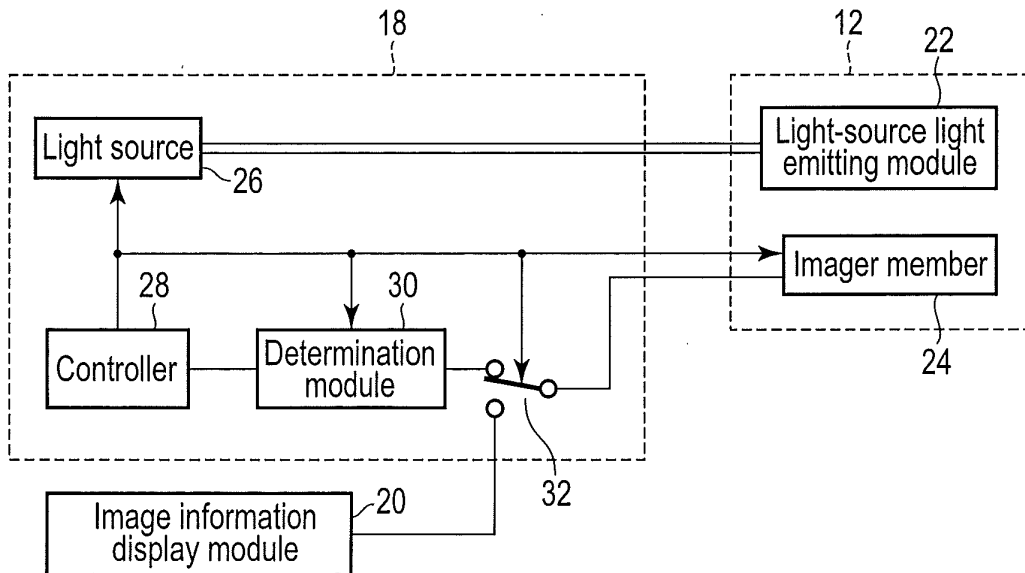 18
12
22
Light source
26
Light-source light
emitting module
28
30
Imager member
24
Controller
Determination
module
32
20
Image information
display module